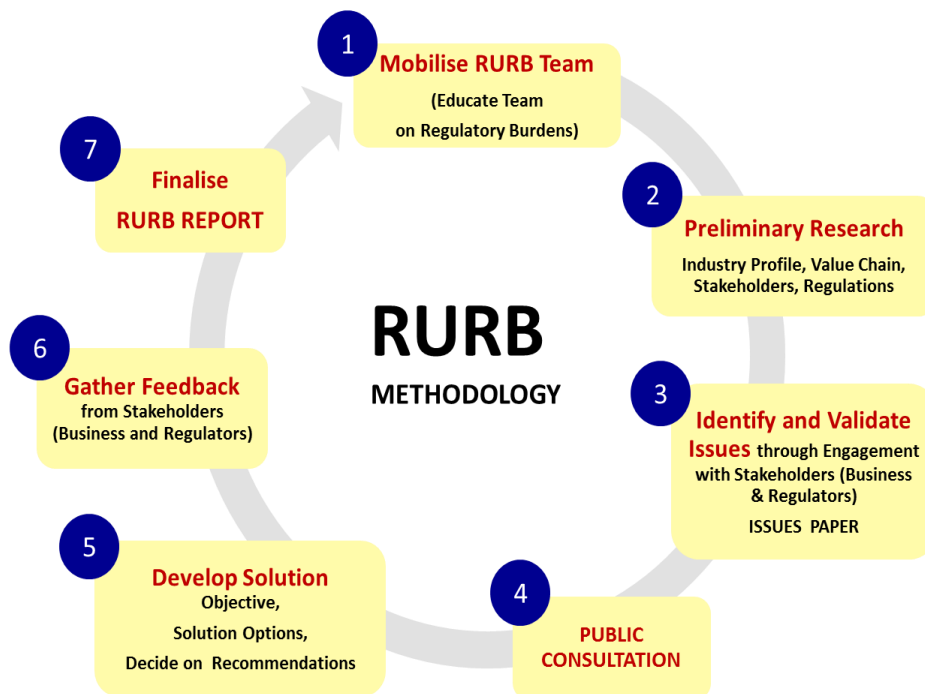 1
Mobilise RURB Team
(Educate Team
on Regulatory Burdens)
2
Preliminary Research
Industry Profile, Value Chain,
Stakeholders, Regulations
3
Identify and Validate
Issues through Engagement
with Stakeholders (Business
& Regulators)
ISSUES PAPER
4
PUBLIC
CONSULTATION
5
Develop Solution
Objective,
Solution Options,
Decide on Recommendations
6
Gather Feedback
from Stakeholders
(Business and Regulators)
7
Finalise
RURB REPORT
RURB
METHODOLOGY